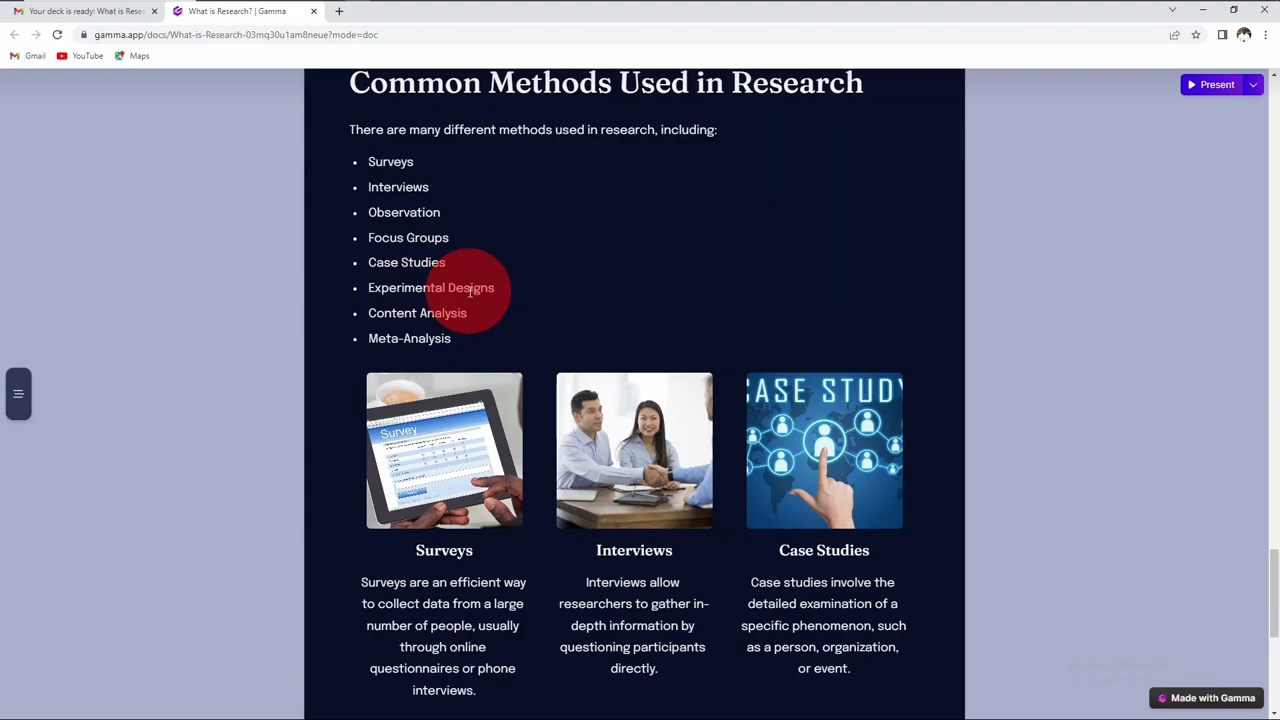 Your deck is ready: What is Resea
What is Research? | Gamma
gamma.app/docs/What-is-Research-03mq30u1am8neue?mode=doc
Gmail
YouTube
Maps
Common Methods Used in Research
Present
There are many different methods used in research, including:
• Surveys
• Interviews
• Observation
• Focus Groups
• Case Studies
• Experimental Designs
• Content Analysis
• Meta-Analysis
Survey
CASE STUDY
Surveys
Surveys are an efficient way
to collect data from a large
number of people, usually
through online
questionnaires or phone
interviews.
Interviews
Interviews allow
researchers to gather in-
depth information by
questioning participants
directly.
Case Studies
Case studies involve the
detailed examination of a
specific phenomenon, such
as a person, organization,
or event.
Made with Gamma